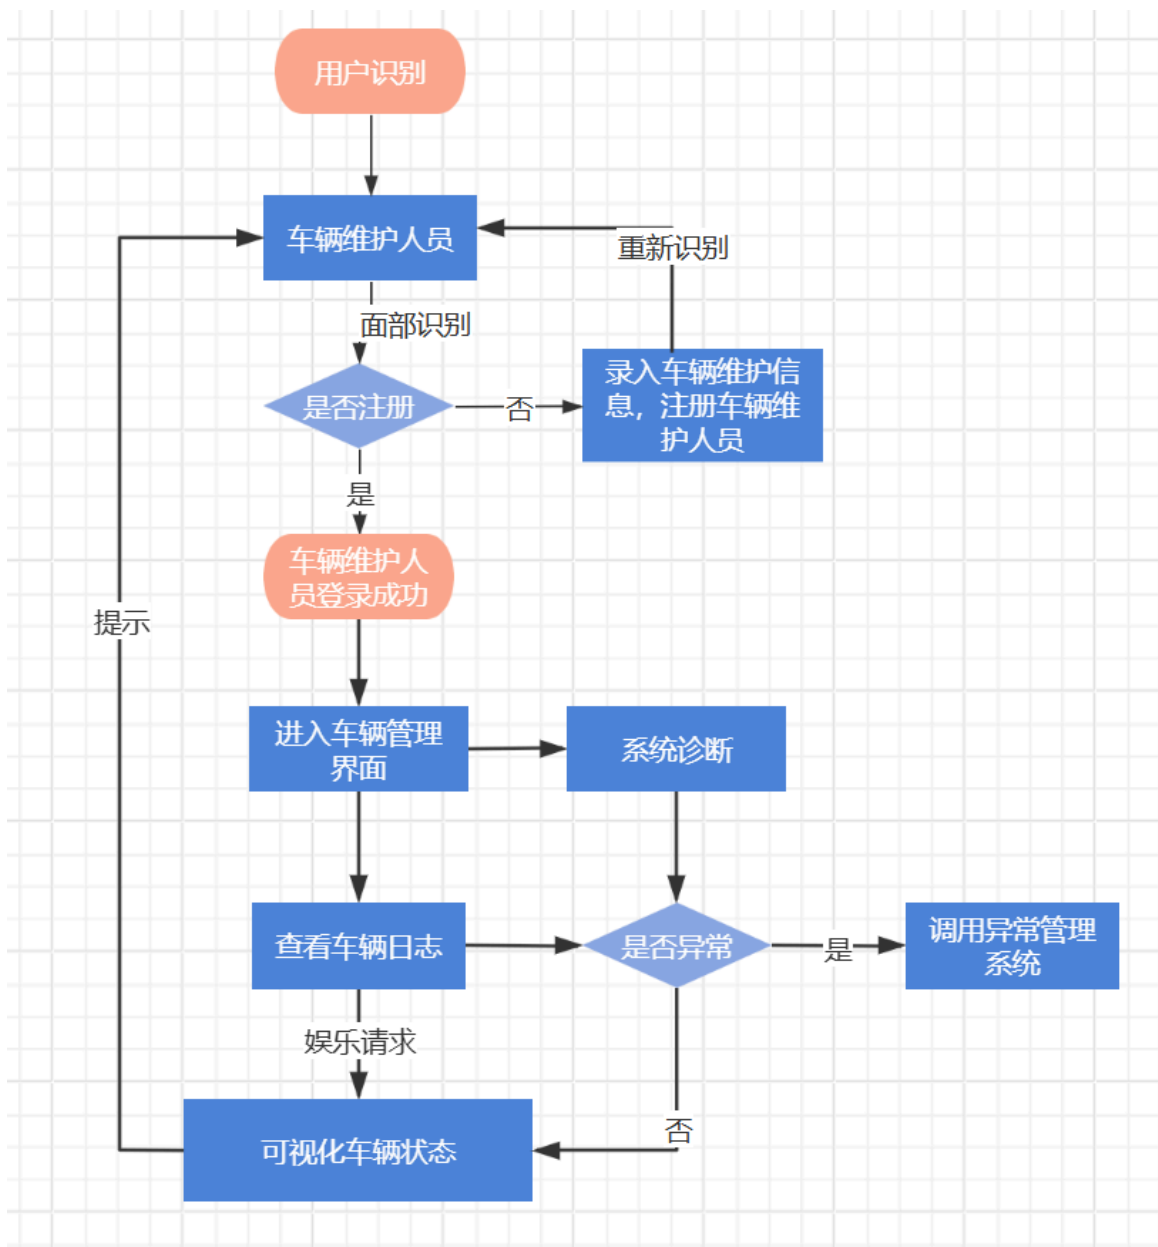 用户识别
车辆维护人员
重新识别
面部识别
录入车辆维护信
息，注册车辆维
护人员
是否注册
否
是
车辆维护人
员登录成功
提示
进入车辆管理
界面
系统诊断
查看车辆日志
是否异常
是
调用异常管理
系统
娱乐请求
否
可视化车辆状态